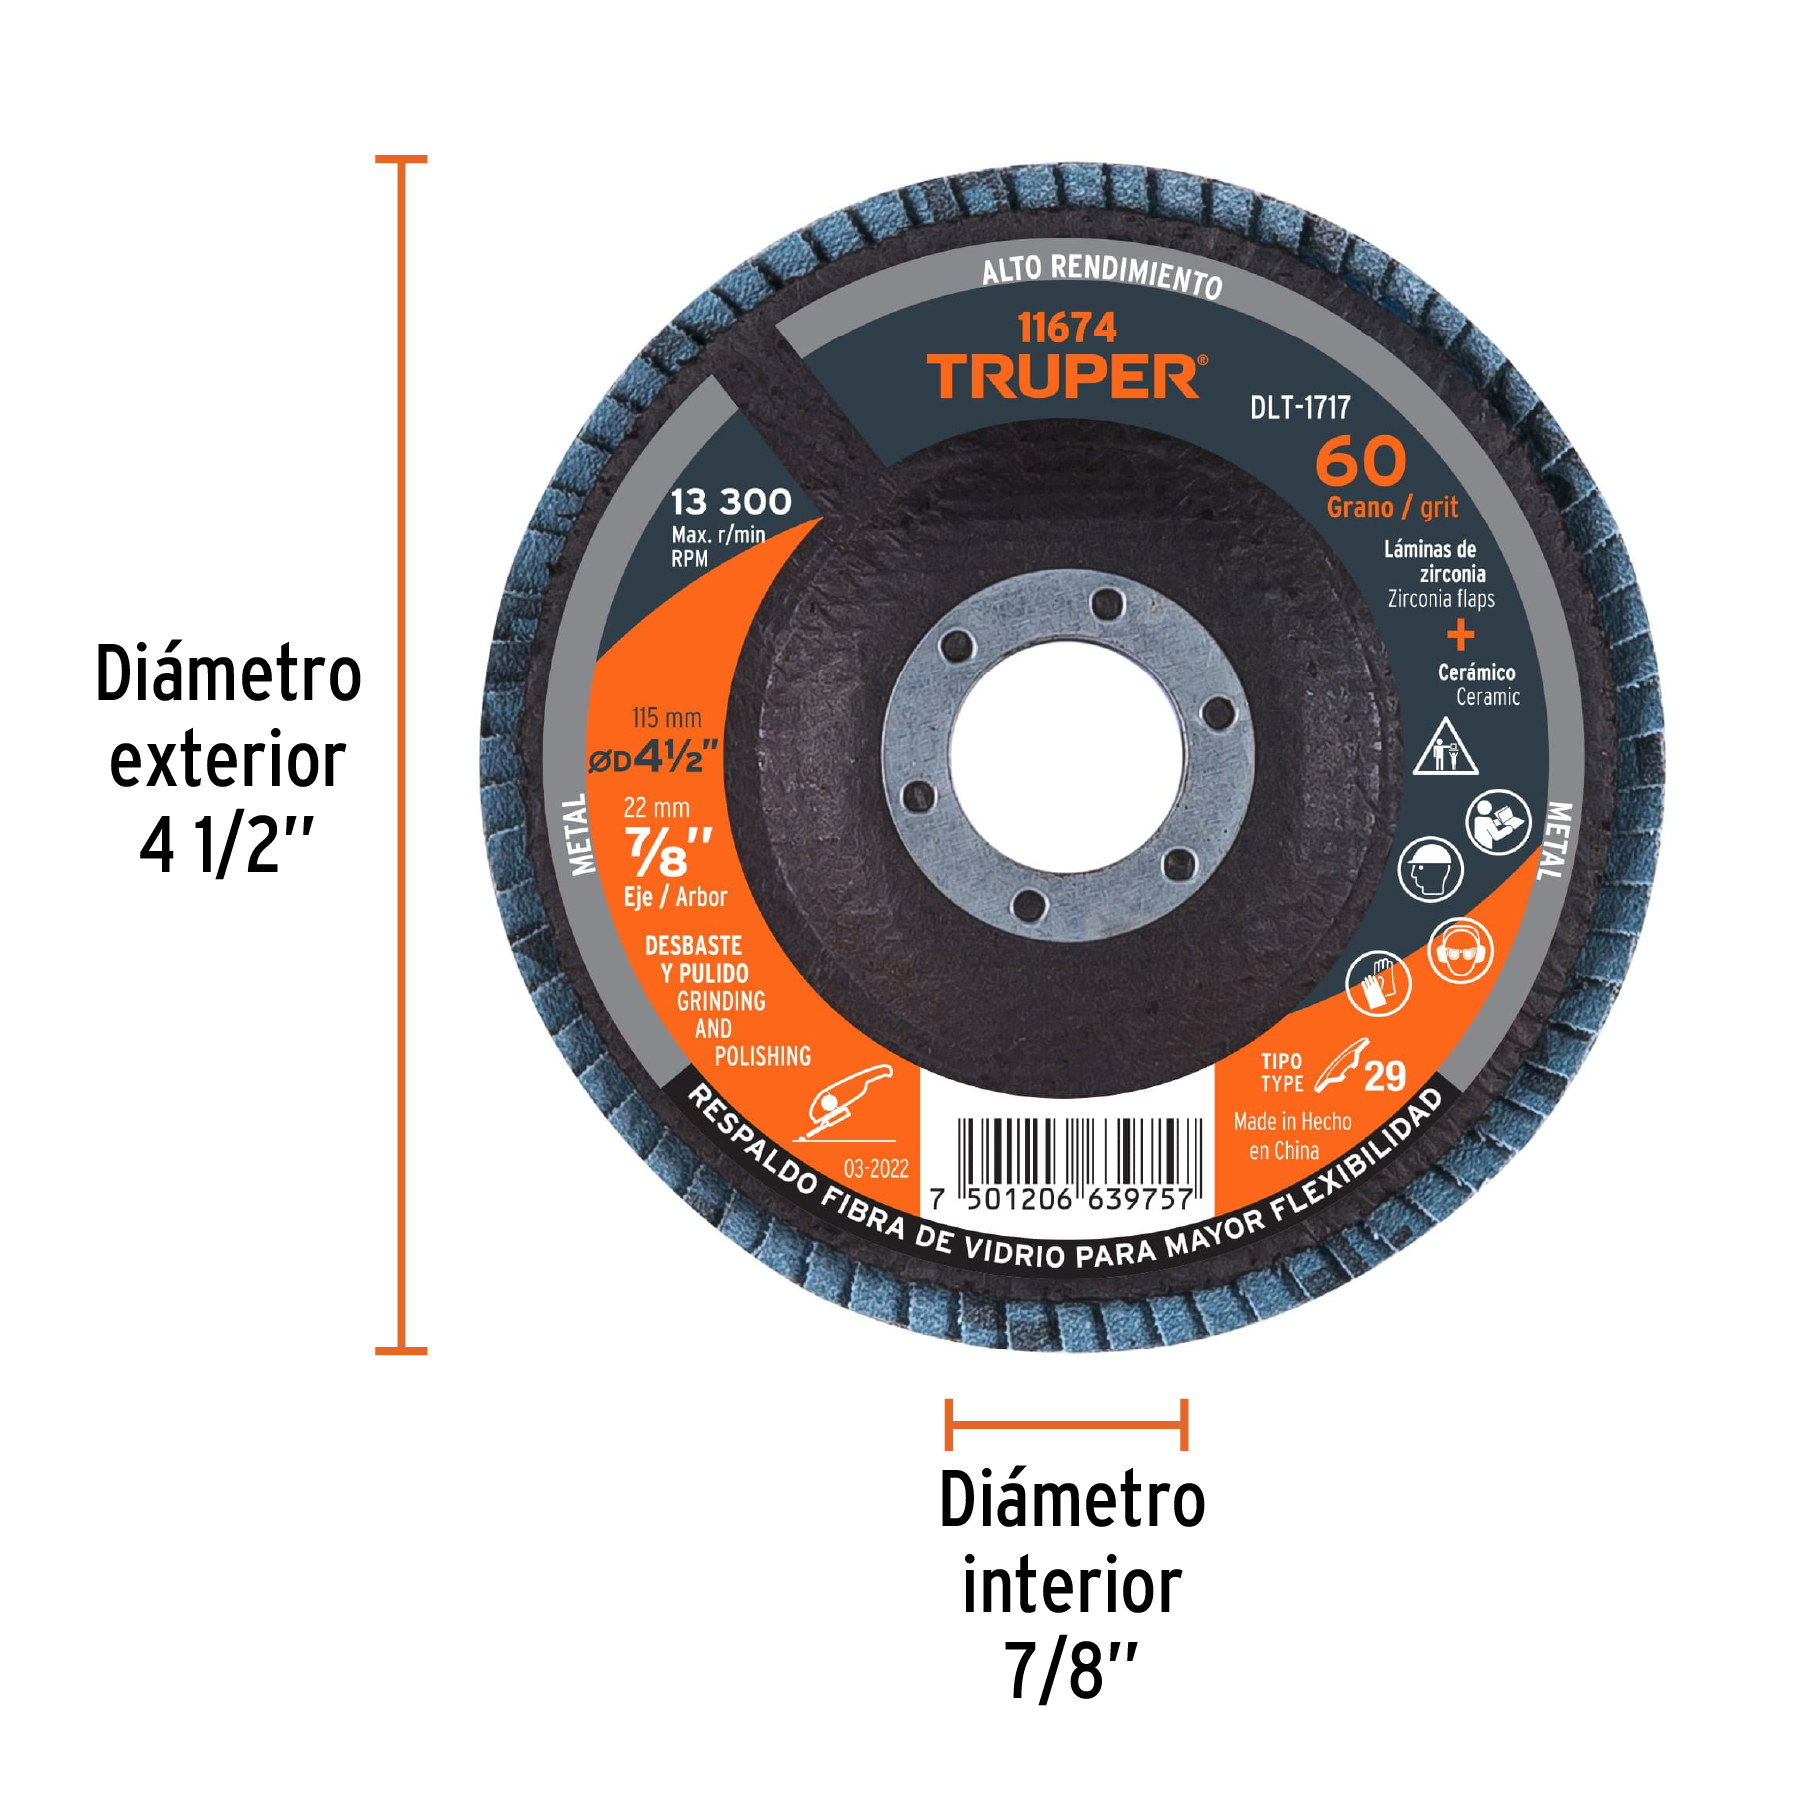 Diámetro
exterior
4 1/2"
ALTO RENDIMIENTO
11674
TRUPER®
DLT-1717
60
Grano / grit
Láminas de
zirconia
Zirconia flaps
+
Cerámico
Ceramic
13 300
Max. r/min
RPM
115 mm
ØD4½"
22 mm
7/8"
Eje / Arbor
DESBASTE
Y PULIDO
GRINDING
AND
POLISHING
METAL
METAL
TIPO
TYPE
29
Made in Hecho
en China
03-2022
7 501206 639757
RESPALDO FIBRA DE VIDRIO PARA MAYOR FLEXIBILIDAD
Diámetro
interior
7/8"